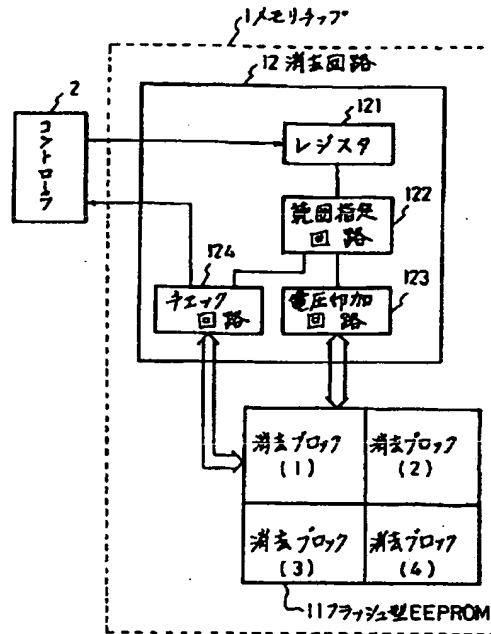 1メモリチップ
12 消去回路
2
コントローラ
121
レジスタ
122
範囲指定
回路
124
チェック
回路
123
電圧印加
回路
消去ブロック
(1)
消去ブロック
(2)
消去ブロック
(3)
消去ブロック
(4)
11フラッシュ型EEPROM